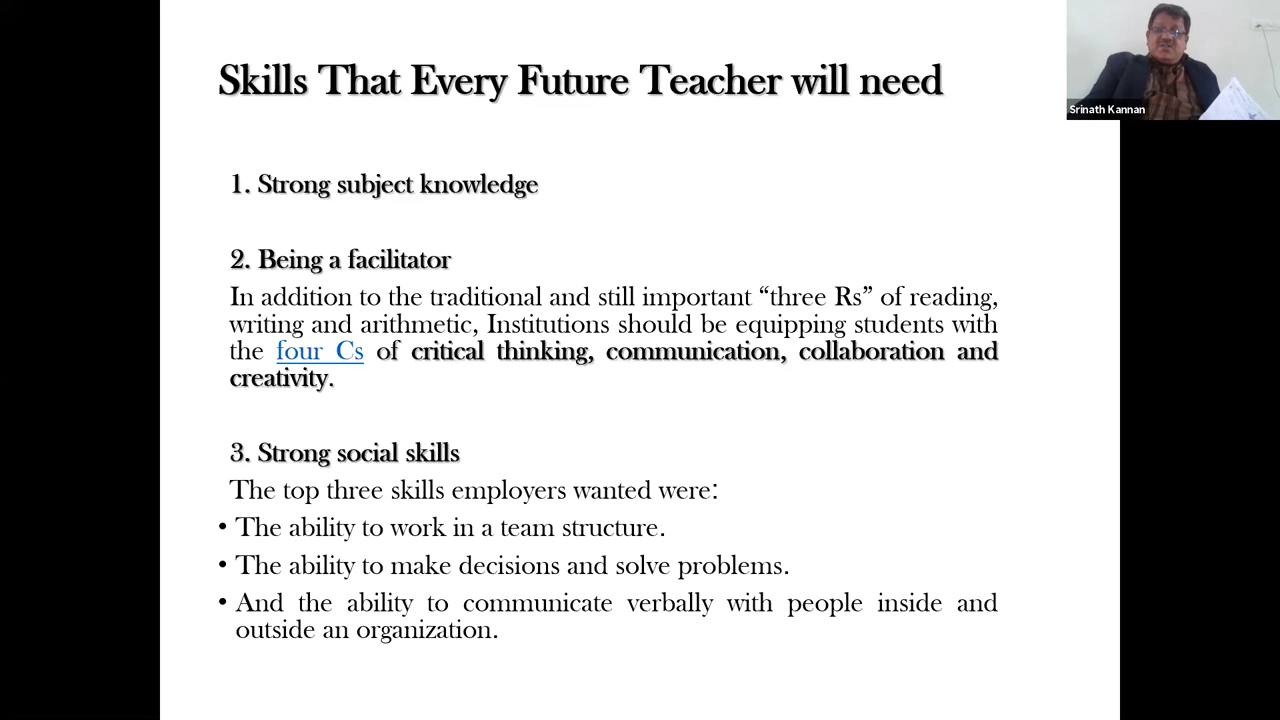 Skills That Every Future Teacher will need
Srinath Kannan
1. Strong subject knowledge
2. Being a facilitator
In addition to the traditional and still important “three Rs” of reading,
writing and arithmetic, Institutions should be equipping students with
the four Cs of critical thinking, communication, collaboration and
creativity.
3. Strong social skills
The top three skills employers wanted were:
• The ability to work in a team structure.
• The ability to make decisions and solve problems.
• And the ability to communicate verbally with people inside and
outside an organization.